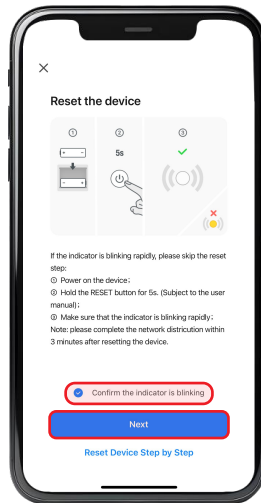 Reset the device
① ② ③
5s
If the indicator is blinking rapidly, please skip the reset
step:
① Power on the device;
② Hold the RESET button for 5s. (Subject to the user
manual);
③ Make sure that the indicator is blinking rapidly;
Note: please complete the network districution within
3 minutes after resetting the device.
Confirm the indicator is blinking
Next
Reset Device Step by Step